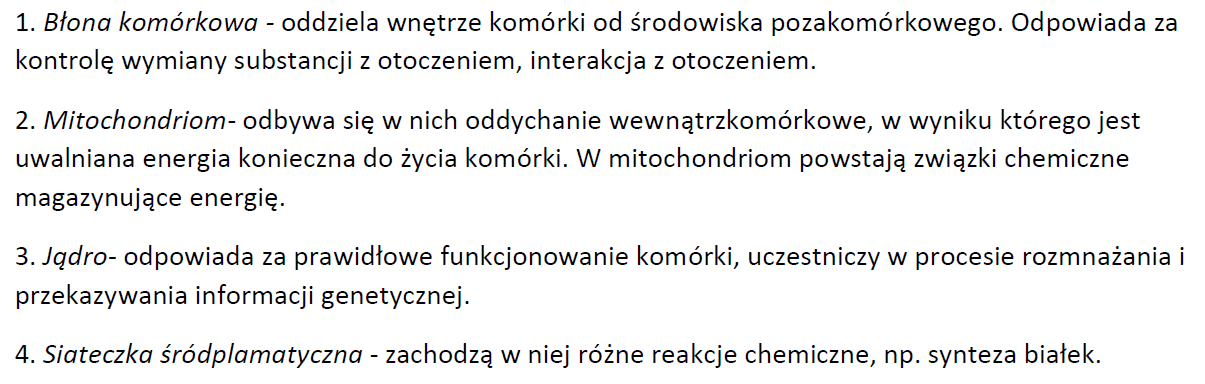 1. Błona komórkowa - oddziela wnętrze komórki od środowiska pozakomórkowego. Odpowiada za
kontrolę wymiany substancji z otoczeniem, interakcja z otoczeniem.
2. Mitochondriom- odbywa się w nich oddychanie wewnątrzkomórkowe, w wyniku którego jest
uwalniana energia konieczna do życia komórki. W mitochondriom powstają związki chemiczne
magazynujące energię.
3. Jądro- odpowiada za prawidłowe funkcjonowanie komórki, uczestniczy w procesie rozmnażania i
przekazywania informacji genetycznej.
4. Siateczka śródplamatyczna - zachodzą w niej różne reakcje chemiczne, np. synteza białek.